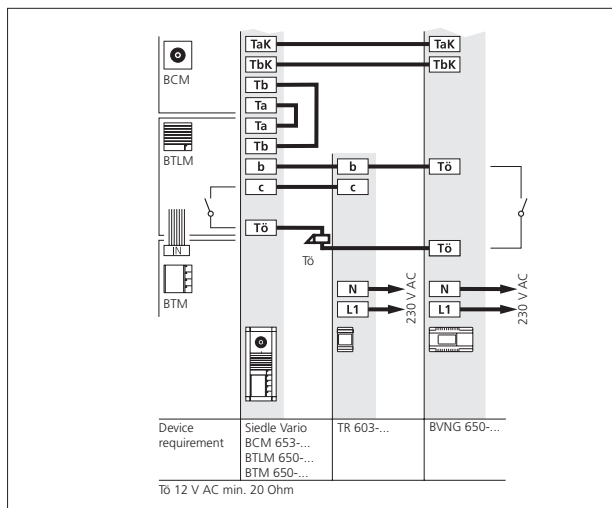 BCM
BTLM
IN
BTM
TaK
TbK
Tb
Ta
Ta
Tb
b
c
Tö
Tö
b
c
N
L1
230 V AC
TaK
TbK
Tö
Tö
N
L1
230 V AC
Device requirement
Siedle Vario
BCM 653-...
BTLM 650-...
BTM 650-...
TR 603-...
BVNG 650-...
Tö 12 V AC min. 20 Ohm